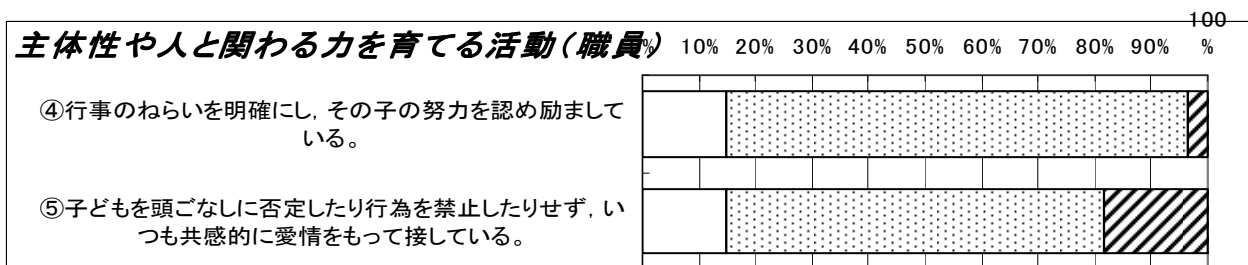 主体性や人と関わる力を育てる活動(職員)
% 10% 20% 30% 40% 50% 60% 70% 80% 90% 100
%
④行事のねらいを明確にし，その子の努力を認め励まして
いる。
⑤子どもを頭ごなしに否定したり行為を禁止したりせず，い
つも共感的に愛情をもって接している。